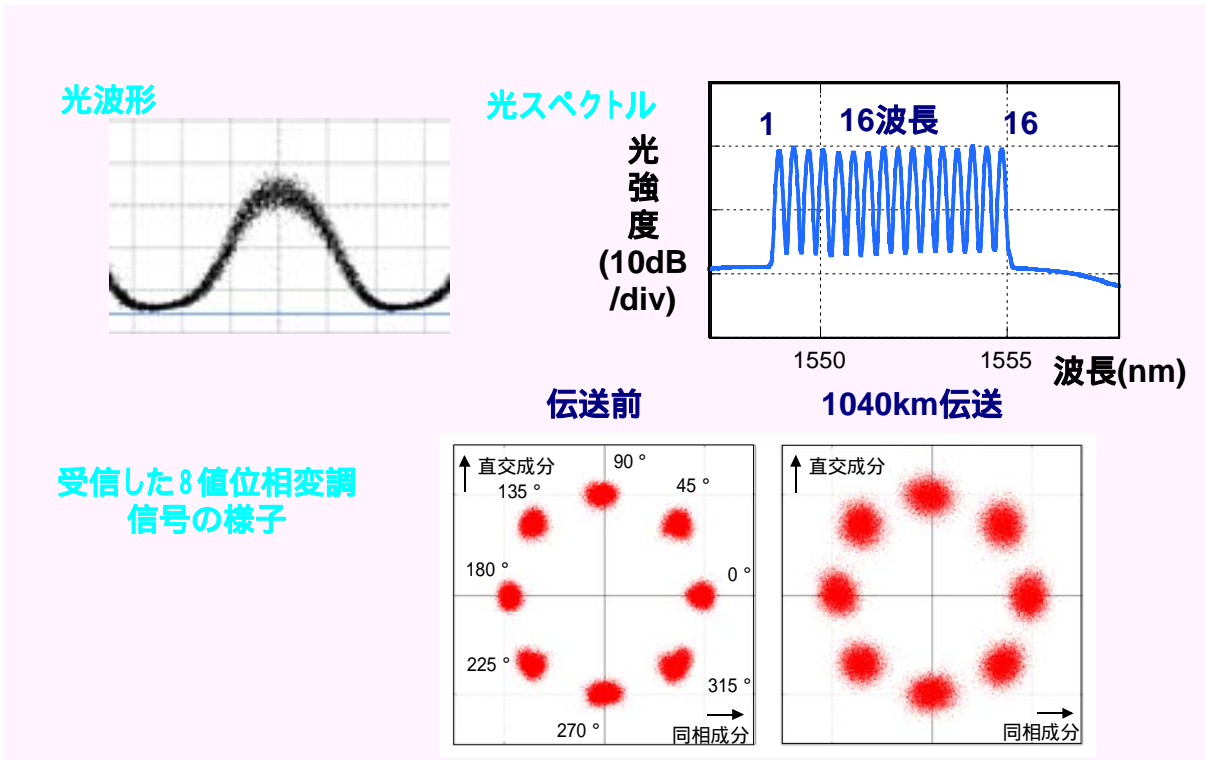 光波形
光スペクトル
光
強
度
(10dB
/div)
1
16波長
16
1550
1555
波長(nm)
伝送前
1040km伝送
受信した8値位相変調
信号の様子
直交成分
90 °
135 °
45 °
180 °
0 °
225 °
315 °
270 °
同相成分
直交成分
同相成分